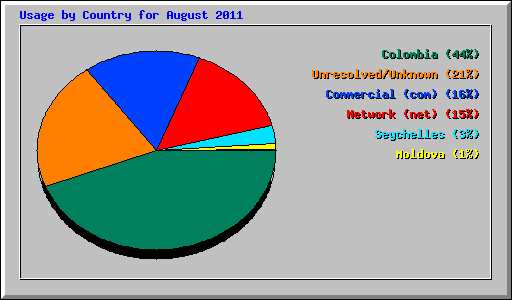 Usage by Country for August 2011
Colombia (44%)
Unresolved/Unknown (21%)
Commercial (com) (16%)
Network (net) (15%)
Seychelles (3%)
Moldova (1%)